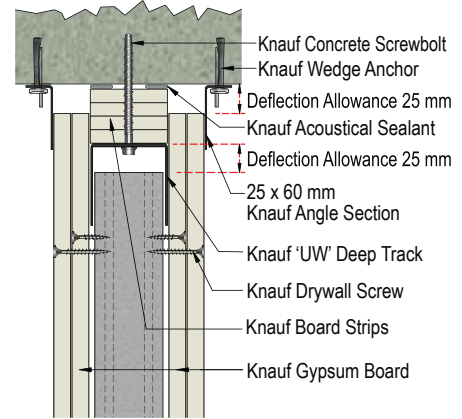 Knauf Concrete Screwbolt
Knauf Wedge Anchor
Deflection Allowance 25 mm
Knauf Acoustical Sealant
Deflection Allowance 25 mm
25 x 60 mm
Knauf Angle Section
Knauf ‘UW’ Deep Track
Knauf Drywall Screw
Knauf Board Strips
Knauf Gypsum Board